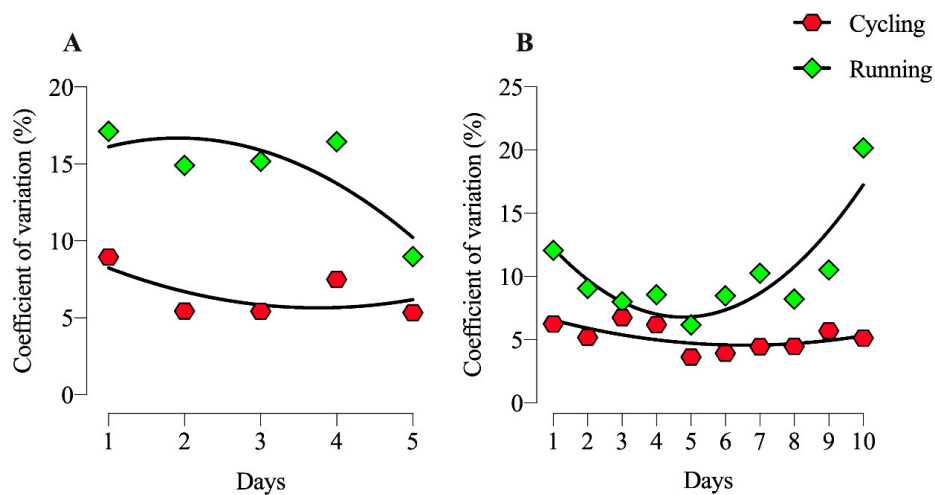 Cycling
Running
A
Coefficient of variation (%)
20
15
10
5
0
1 2 3 4 5
Days
B
Coefficient of variation (%)
25
20
15
10
5
0
1 2 3 4 5 6 7 8 9 10
Days